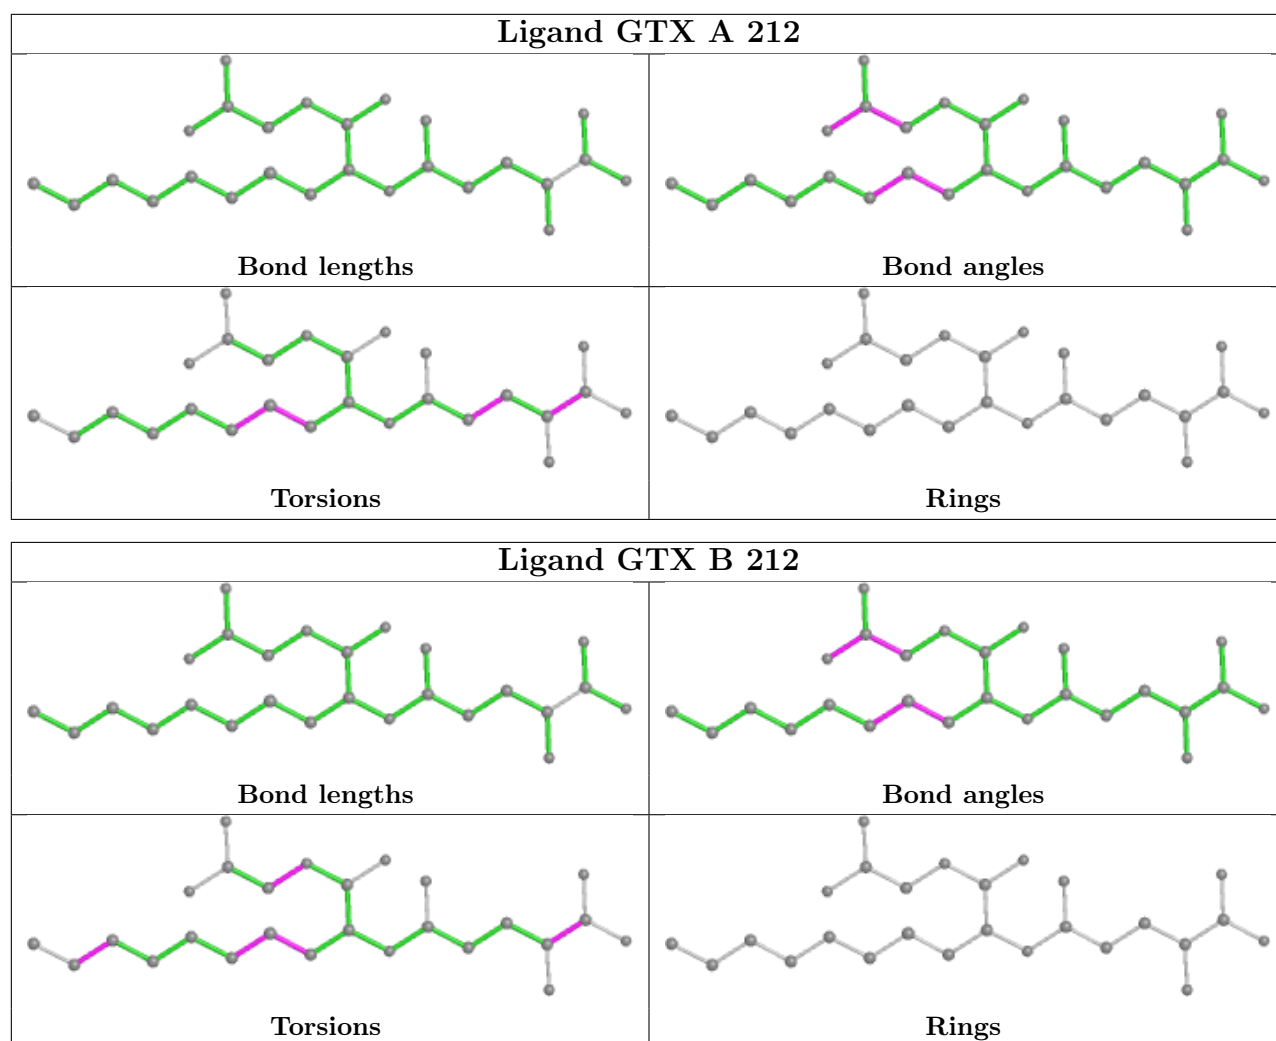 Ligand GTX A 212
Bond lengths
Bond angles
Torsions
Rings
Ligand GTX B 212
Bond lengths
Bond angles
Torsions
Rings